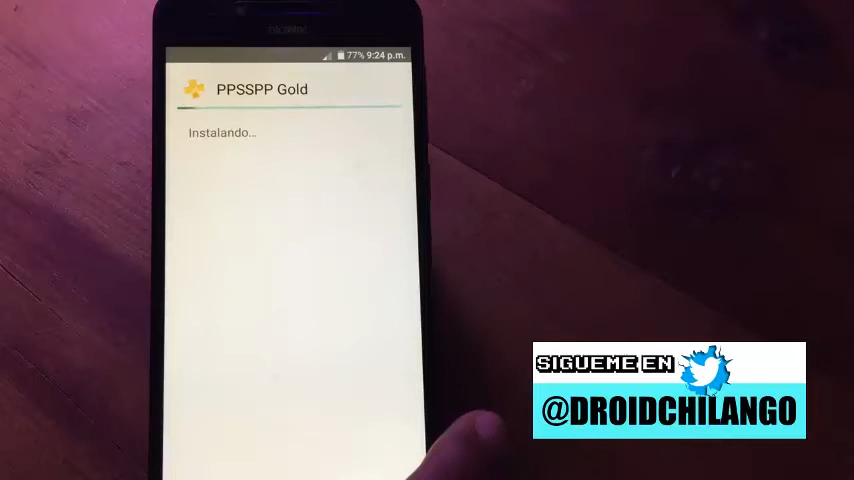 77% 9:24 p.m.
PPSSPP Gold
Instalando...
SIGUEME EN
@DROIDCHILANGO